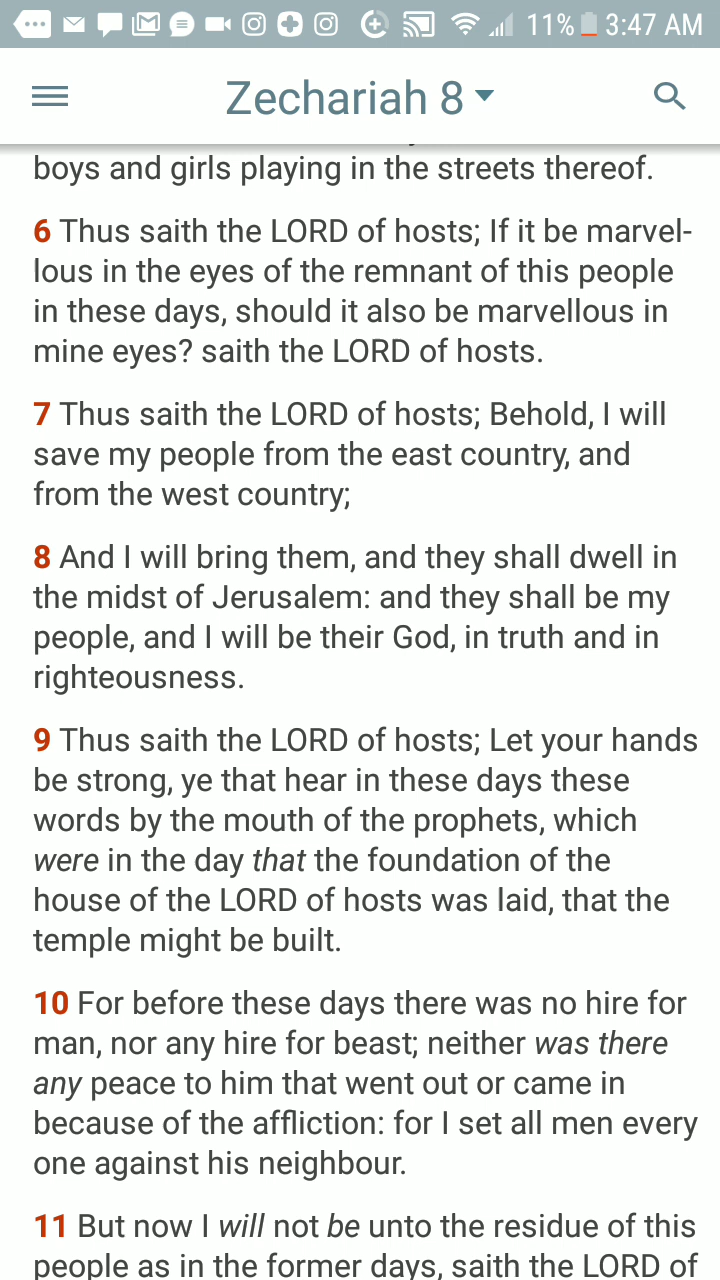 11% 3:47 AM
Zechariah 8
boys and girls playing in the streets thereof.
6 Thus saith the LORD of hosts; If it be marvel-
lous in the eyes of the remnant of this people
in these days, should it also be marvellous in
mine eyes? saith the LORD of hosts.
7 Thus saith the LORD of hosts; Behold, I will
save my people from the east country, and
from the west country;
8 And I will bring them, and they shall dwell in
the midst of Jerusalem: and they shall be my
people, and I will be their God, in truth and in
righteousness.
9 Thus saith the LORD of hosts; Let your hands
be strong, ye that hear in these days these
words by the mouth of the prophets, which
were in the day that the foundation of the
house of the LORD of hosts was laid, that the
temple might be built.
10 For before these days there was no hire for
man, nor any hire for beast; neither was there
any peace to him that went out or came in
because of the affliction: for I set all men every
one against his neighbour.
11 But now I will not be unto the residue of this
people as in the former days, saith the LORD of